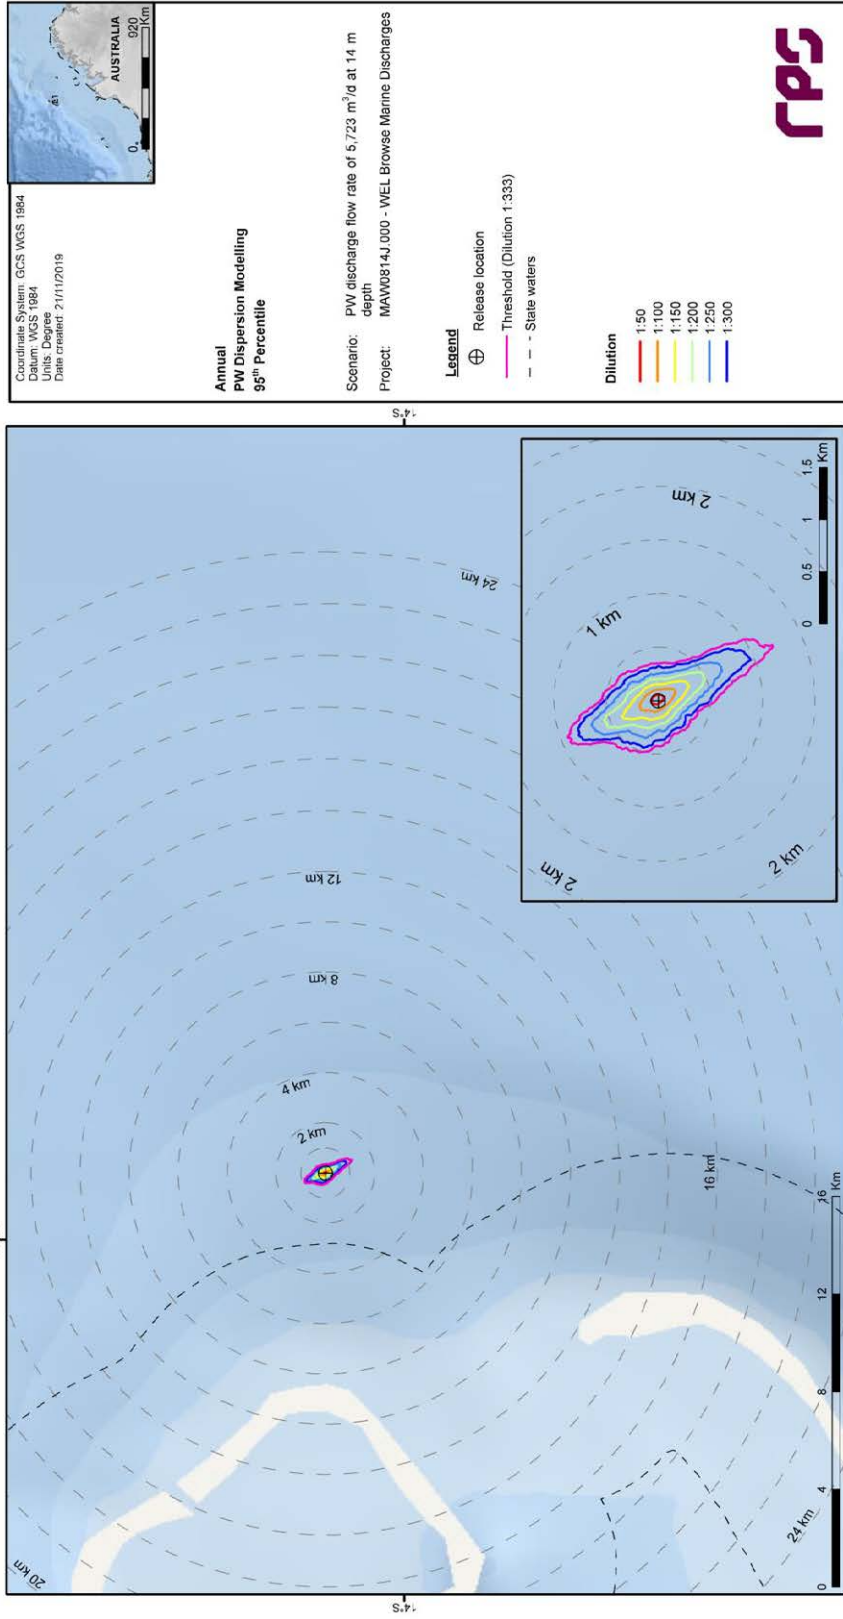 Coordinate System: GCS WGS 1984
Datum: WGS 1984
Units: Degree
Date created: 21/11/2019
AUSTRALIA
0
920
Km
Annual
PW Dispersion Modelling
95th Percentile
Scenario: PW discharge flow rate of 5,723 m³/d at 14 m
depth
Project: MAW0814J.000 - WEL Browse Marine Discharges
Legend
Release location
Threshold (Dilution 1:333)
State waters
Dilution
1:50
1:100
1:150
1:200
1:250
1:300
rps
14°S
14°S
20 km
2 km
4 km
8 km
12 km
24 km
16 km
24 km
0 4 8 12 16
Km
1 km
2 km
2 km
2 km
0 0.5 1 1.5
Km